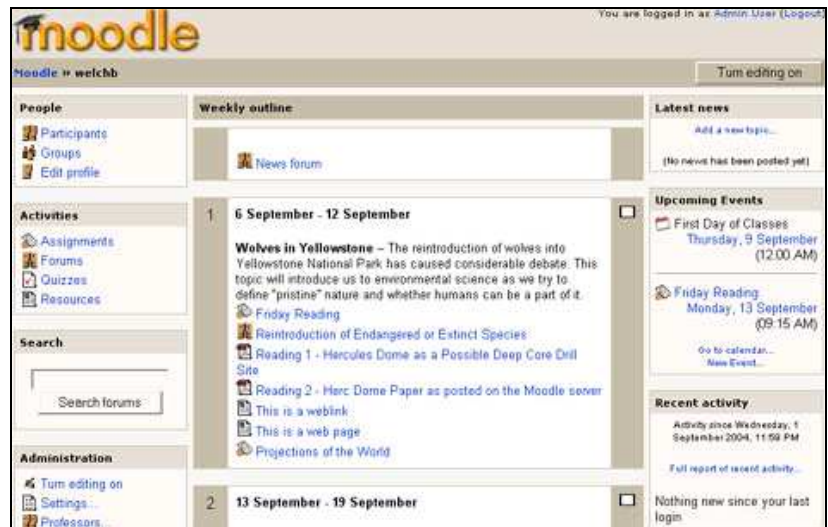 moodle
You are logged in as Admin User (Logout)
Moodle » welchb
Turn editing on
People
Participants
Groups
Edit profile
Activities
Assignments
Forums
Quizzes
Resources
Search
Search forums
Administration
Turn editing on
Settings...
Professors...
Weekly outline
News forum
1
6 September - 12 September
Wolves in Yellowstone – The reintroduction of wolves into
Yellowstone National Park has caused considerable debate. This
topic will introduce us to environmental science as we try to
define "pristine" nature and whether humans can be a part of it.
Friday Reading
Reintroduction of Endangered or Extinct Species
Reading 1 - Hercules Dome as a Possible Deep Core Drill
Site
Reading 2 - Herc Dome Paper as posted on the Moodle server
This is a weblink
This is a web page
Projections of the World
2
13 September - 19 September
Latest news
Add a new topic...
(No news has been posted yet)
Upcoming Events
First Day of Classes
Thursday, 9 September
(12:00 AM)
Friday Reading
Monday, 13 September
(09:15 AM)
Go to calendar...
New Event...
Recent activity
Activity since Wednesday, 1
September 2004, 11:59 PM
Full report of recent activity...
Nothing new since your last
login